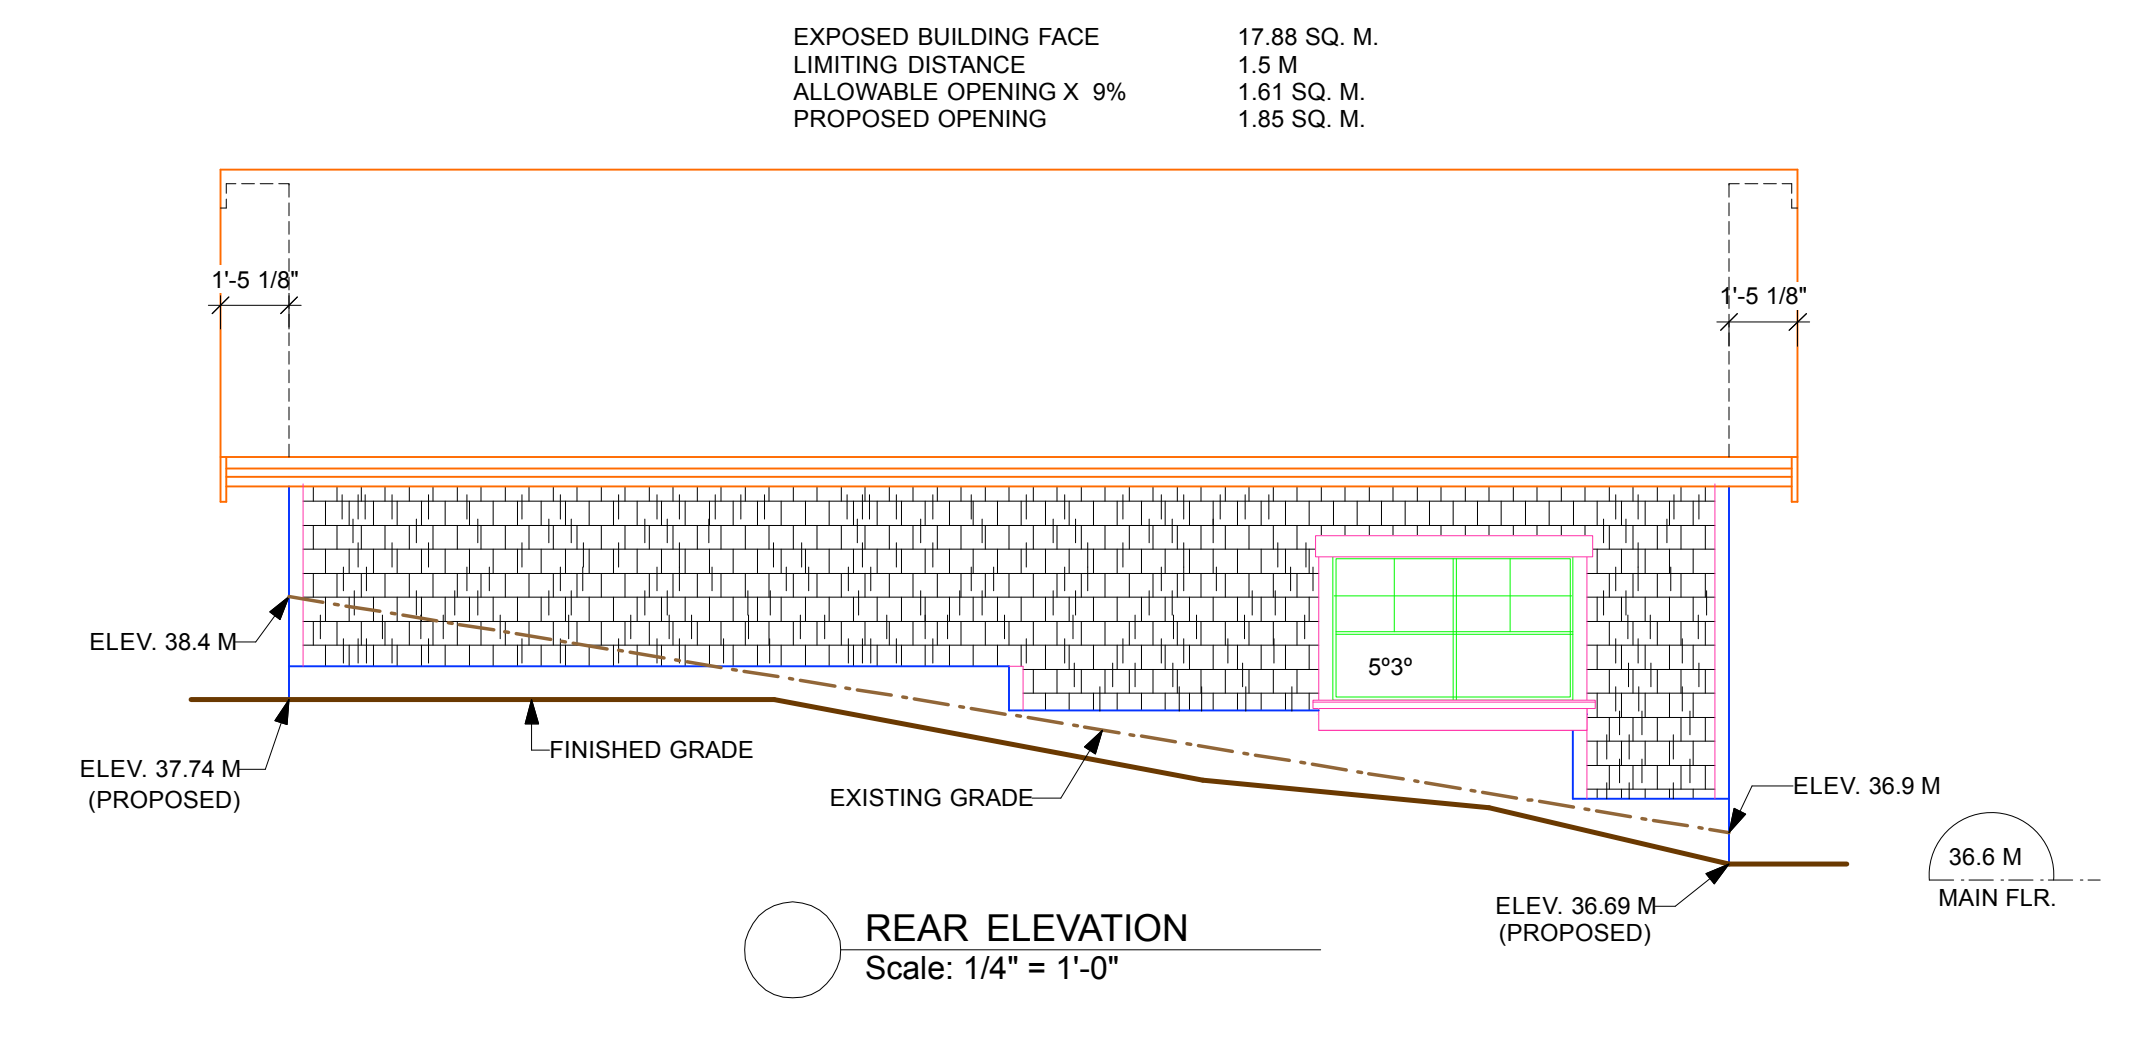 EXPOSED BUILDING FACE 17.88 SQ. M.
LIMITING DISTANCE 1.5 M
ALLOWABLE OPENING X 9% 1.61 SQ. M.
PROPOSED OPENING 1.85 SQ. M.
1'-5 1/8"
1'-5 1/8"
ELEV. 38.4 M
5º3º
FINISHED GRADE
ELEV. 37.74 M
(PROPOSED)
EXISTING GRADE
ELEV. 36.9 M
36.6 M
MAIN FLR.
ELEV. 36.69 M
(PROPOSED)
REAR ELEVATION
Scale: 1/4" = 1'-0"